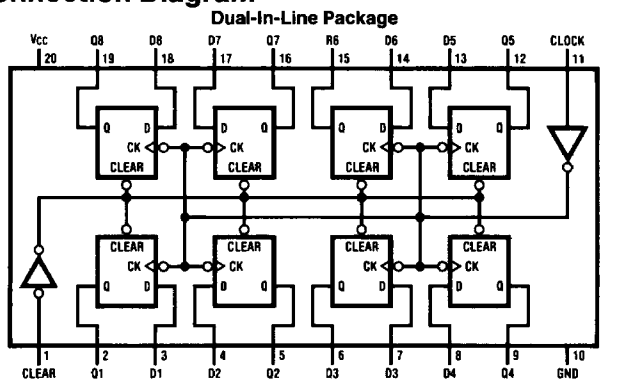 Connection Diagram
Dual-In-Line Package
Vcc Q8 D8 D7 Q7 R6 D6 D5 Q5 CLOCK
20 19 18 17 16 15 14 13 12 11
Q D D Q Q D D Q
CK CK CK CK
CLEAR CLEAR CLEAR CLEAR
CLEAR CLEAR CLEAR CLEAR
CK CK CK CK
Q D D Q Q D D Q
1 2 3 4 5 6 7 8 9 10
CLEAR Q1 D1 D2 Q2 D3 D3 D4 Q4 GND